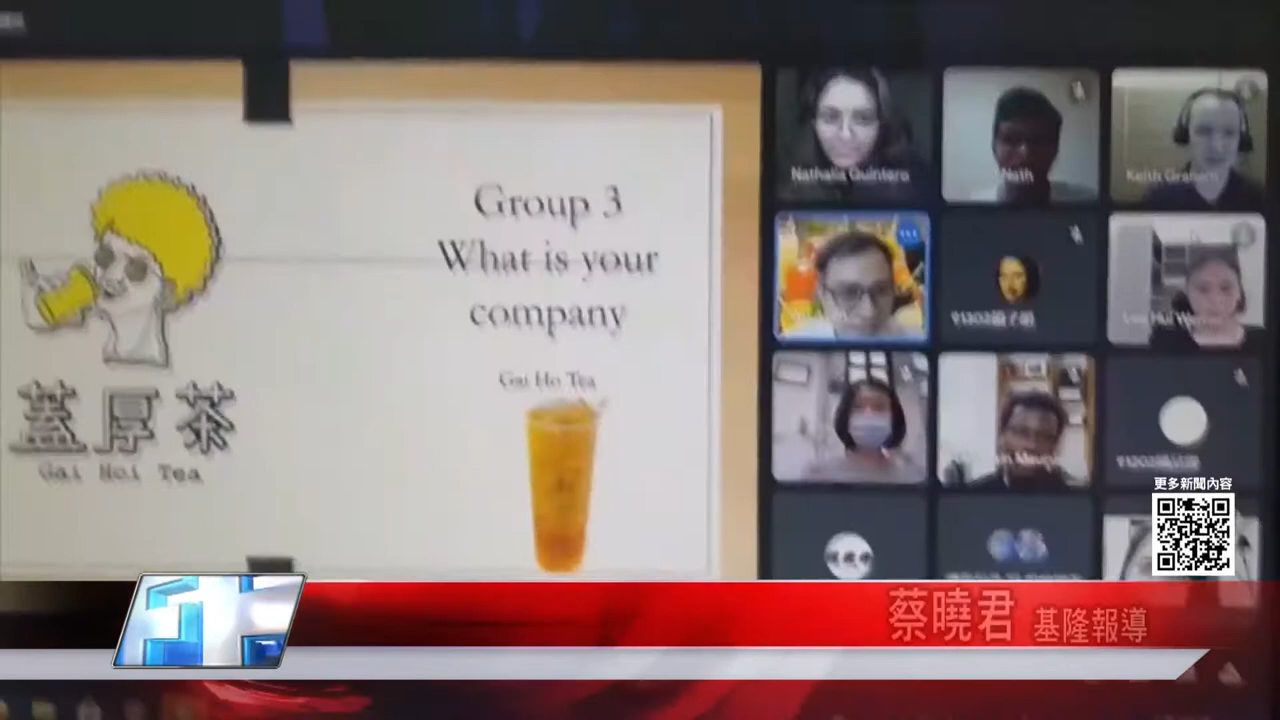 Group 3
What is your
company
Gai Ho Tea
蓋厚茶
Gai Hoi Tea
Nathalia Quintero
Nath
Keith Graham
更多新聞內容
蔡曉君 基隆報導